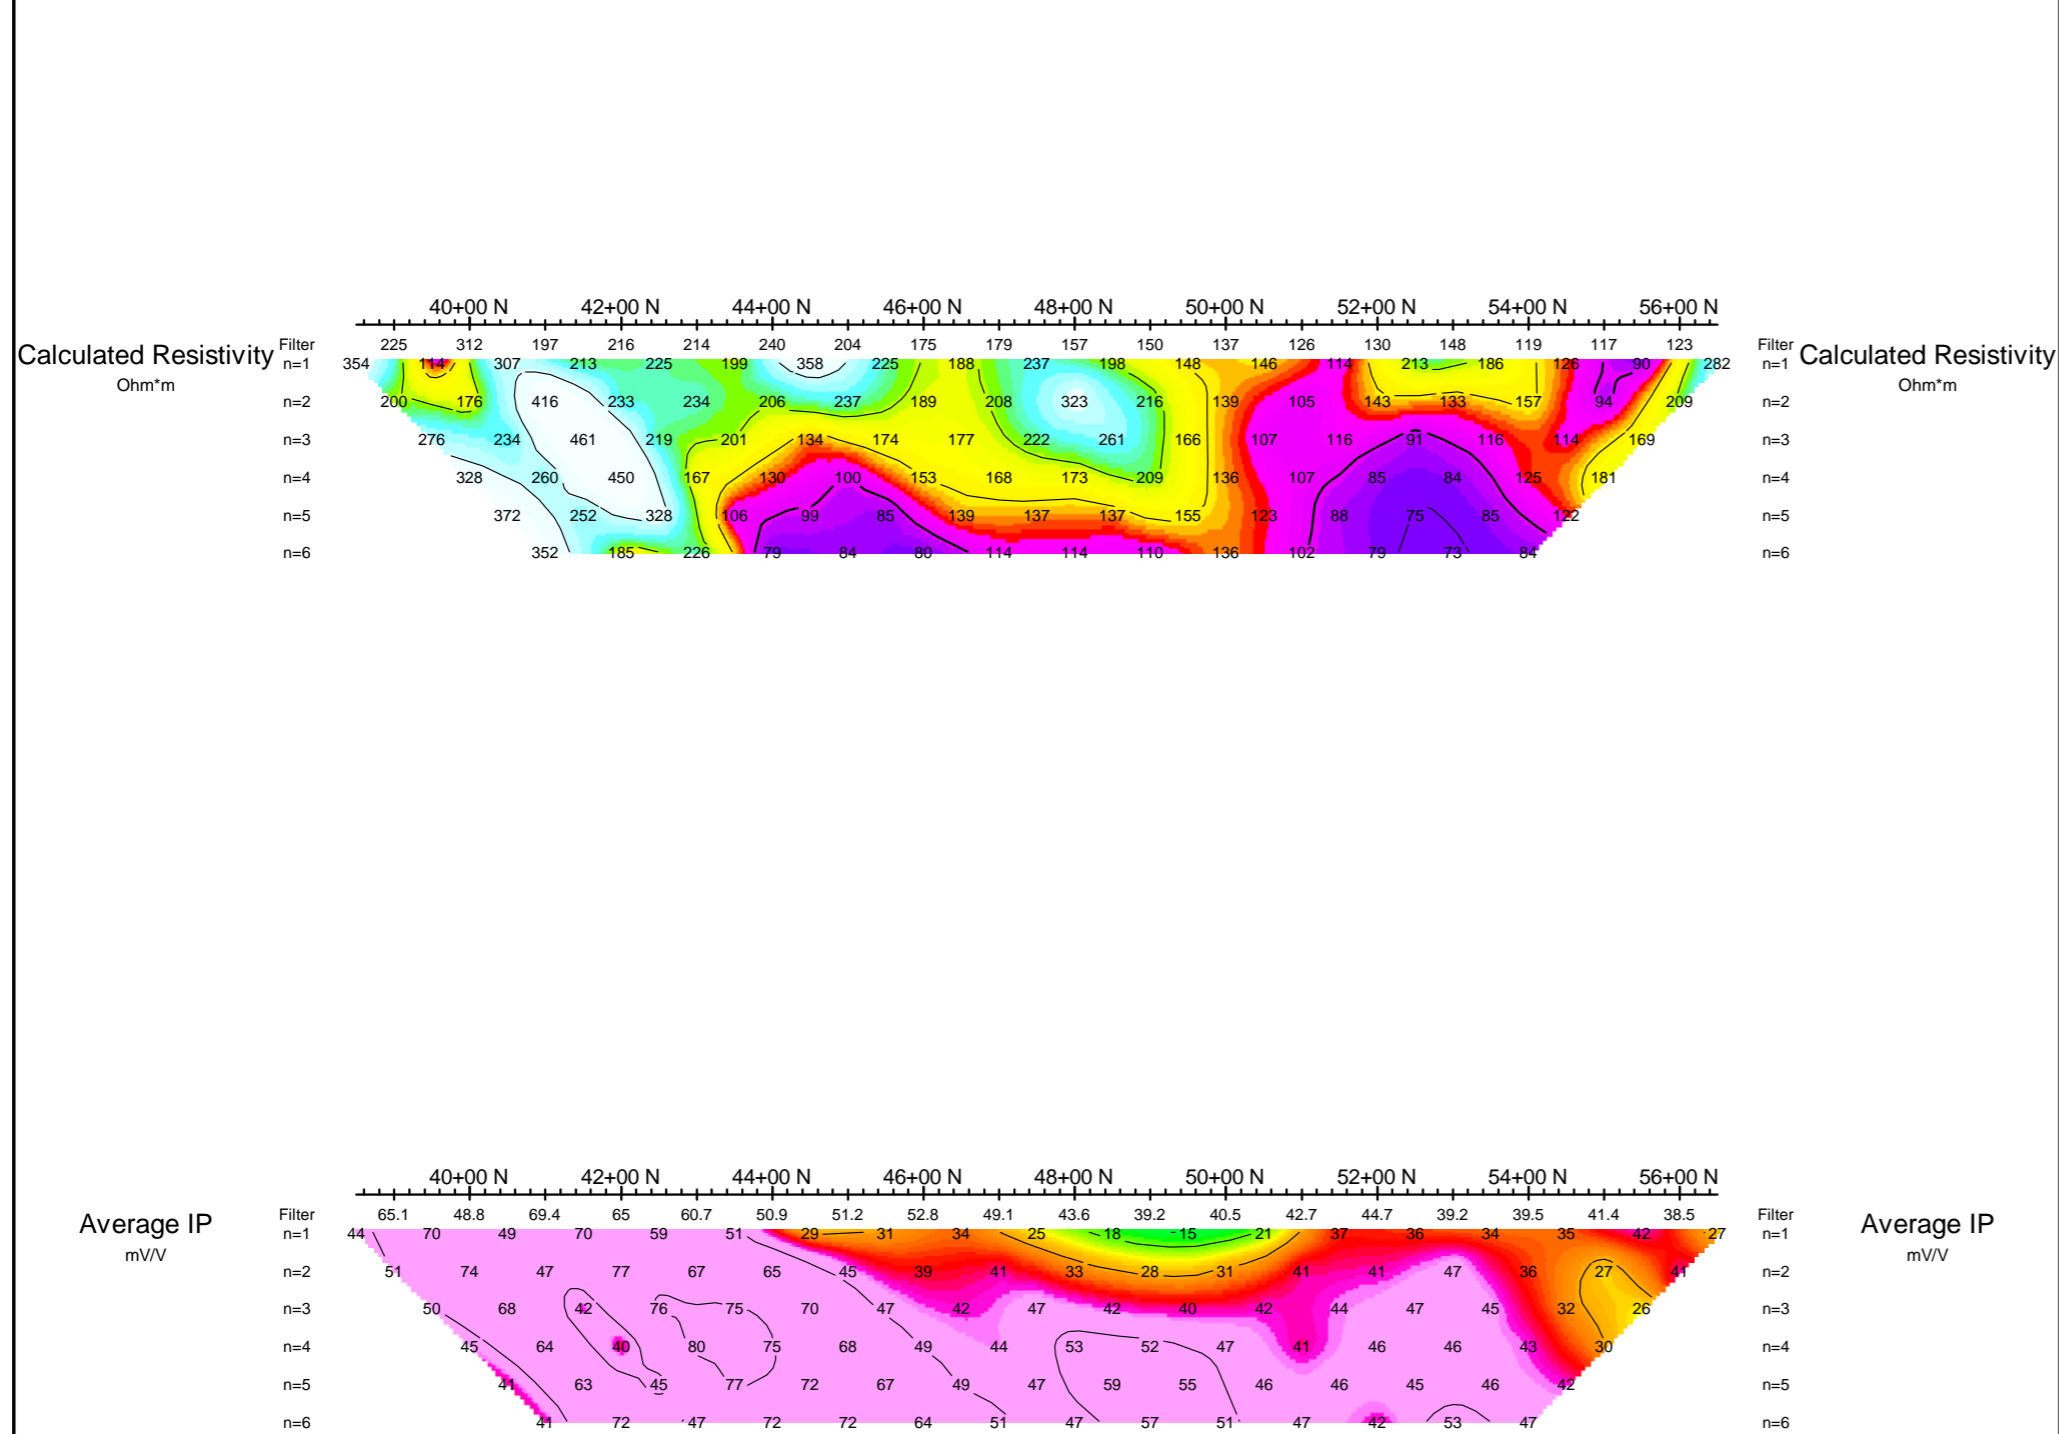 40+00 N 42+00 N 44+00 N 46+00 N 48+00 N 50+00 N 52+00 N 54+00 N 56+00 N
Filter 225 312 197 216 214 199 240 204 175 179 157 150 137 126 130 148 119 117 123 Filter
Calculated Resistivity n=1 354 114 307 213 225 199 358 225 188 237 198 148 146 114 213 186 126 90 282 n=1 Calculated Resistivity
Ohm*m Ohm*m
n=2 200 176 416 233 234 206 237 189 208 323 216 139 105 143 133 157 94 209 n=2
n=3 276 234 461 219 201 134 174 177 222 261 166 107 116 91 116 114 169 n=3
n=4 328 260 450 167 130 100 153 168 173 209 136 107 85 84 125 181 n=4
n=5 372 252 328 106 99 85 139 137 137 155 123 88 75 85 122 n=5
n=6 352 185 226 79 84 80 114 114 110 136 102 79 73 84 n=6
40+00 N 42+00 N 44+00 N 46+00 N 48+00 N 50+00 N 52+00 N 54+00 N 56+00 N
Filter 65.1 48.8 69.4 65 60.7 50.9 51.2 52.8 49.1 43.6 39.2 40.5 42.7 44.7 39.2 39.5 41.4 38.5 Filter
Average IP n=1 44 70 49 70 59 51 29 31 34 25 18 15 21 37 36 34 35 42 27 n=1 Average IP
mV/V mV/V
n=2 51 74 47 77 67 65 45 39 41 33 28 31 41 41 47 36 27 41 n=2
n=3 50 68 42 76 75 70 47 42 47 42 40 42 44 47 45 32 26 n=3
n=4 45 64 40 80 75 68 49 44 53 52 47 41 46 46 43 30 n=4
n=5 41 63 45 77 72 67 49 47 59 55 46 46 45 46 42 n=5
n=6 41 72 47 72 72 64 51 47 57 51 47 42 53 47 n=6